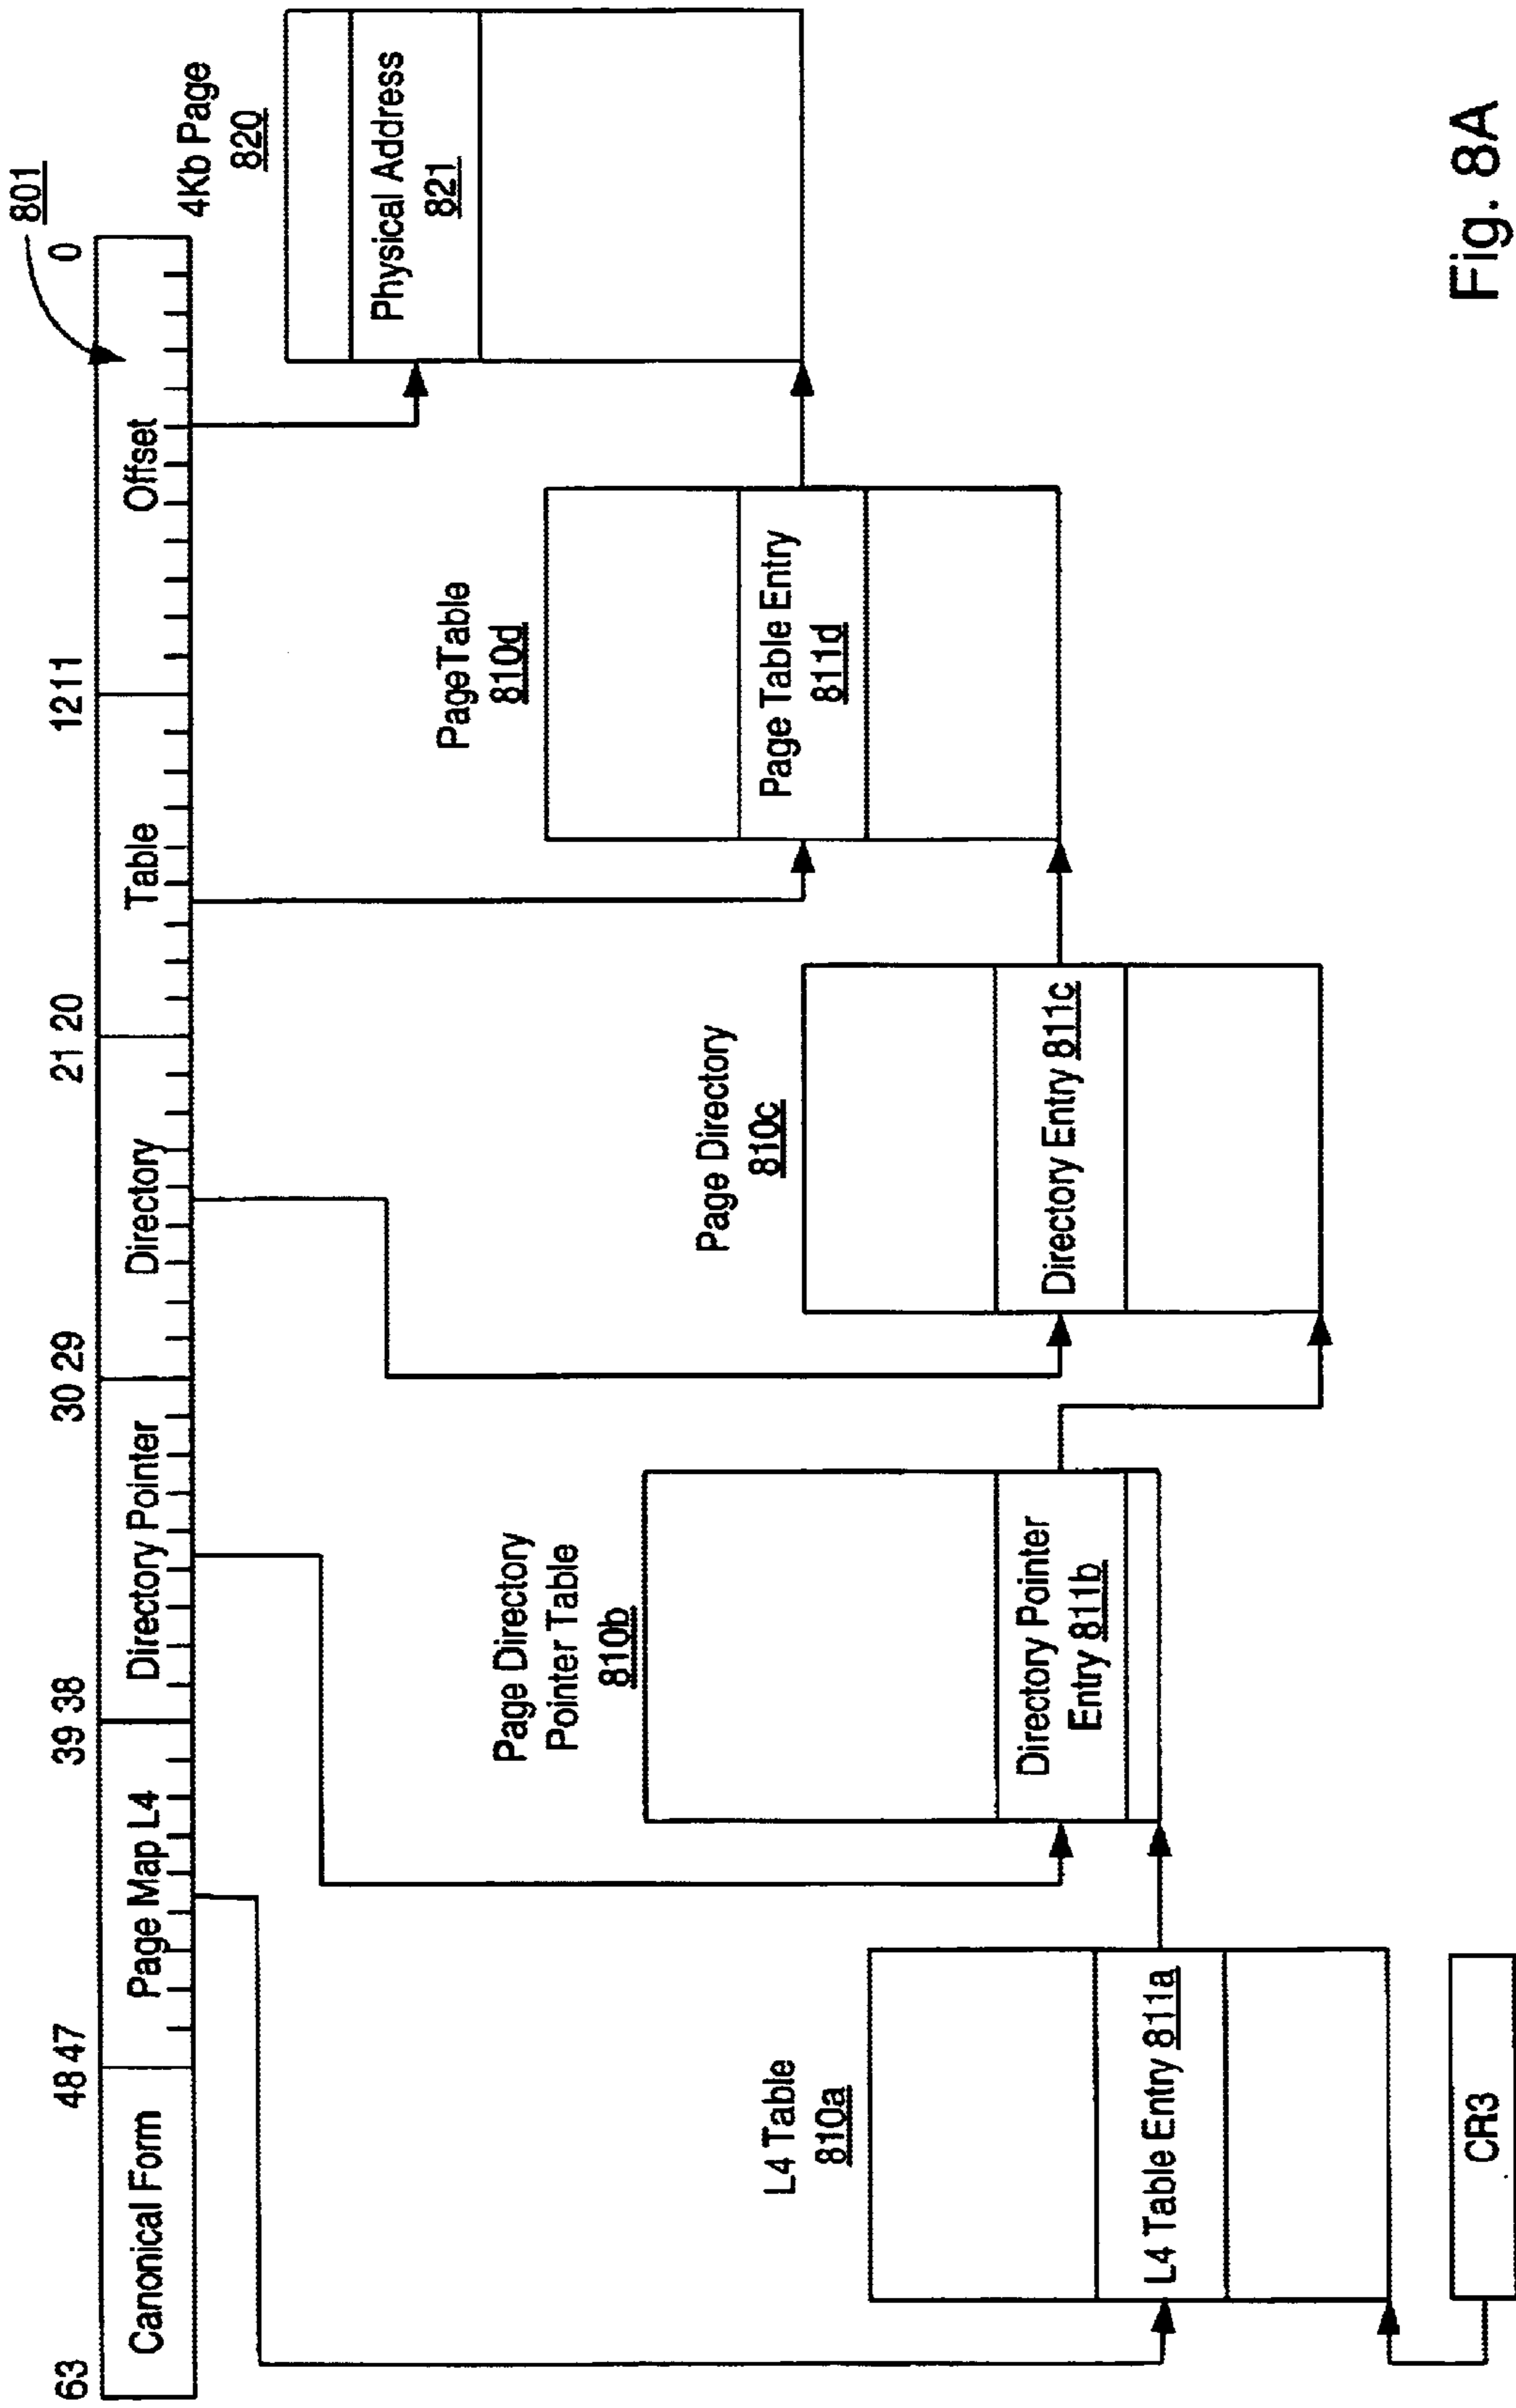 801
63
48 47
39 38
30 29
21 20
12 11
0
Canonical Form
Page Map L4
Directory Pointer
Directory
Table
Offset
4Kb Page
820
Physical Address
821
PageTable
810d
Page Table Entry
811d
Page Directory
810c
Directory Entry 811c
Page Directory
Pointer Table
810b
Directory Pointer
Entry 811b
L4 Table
810a
L4 Table Entry 811a
CR3
Fig. 8A